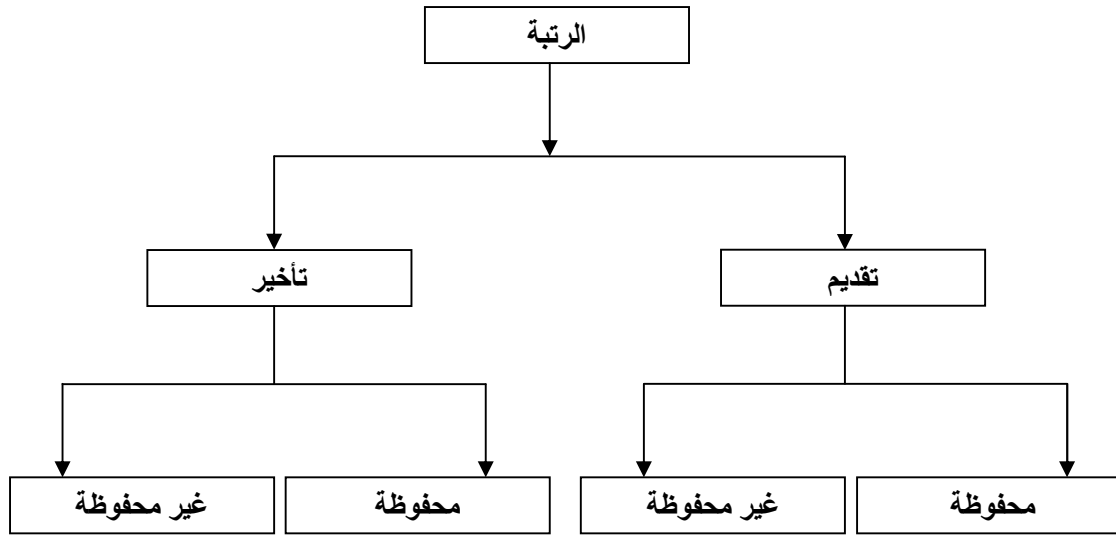 الرتبة
تقديم
تأخير
محفوظة
غير محفوظة
محفوظة
غير محفوظة